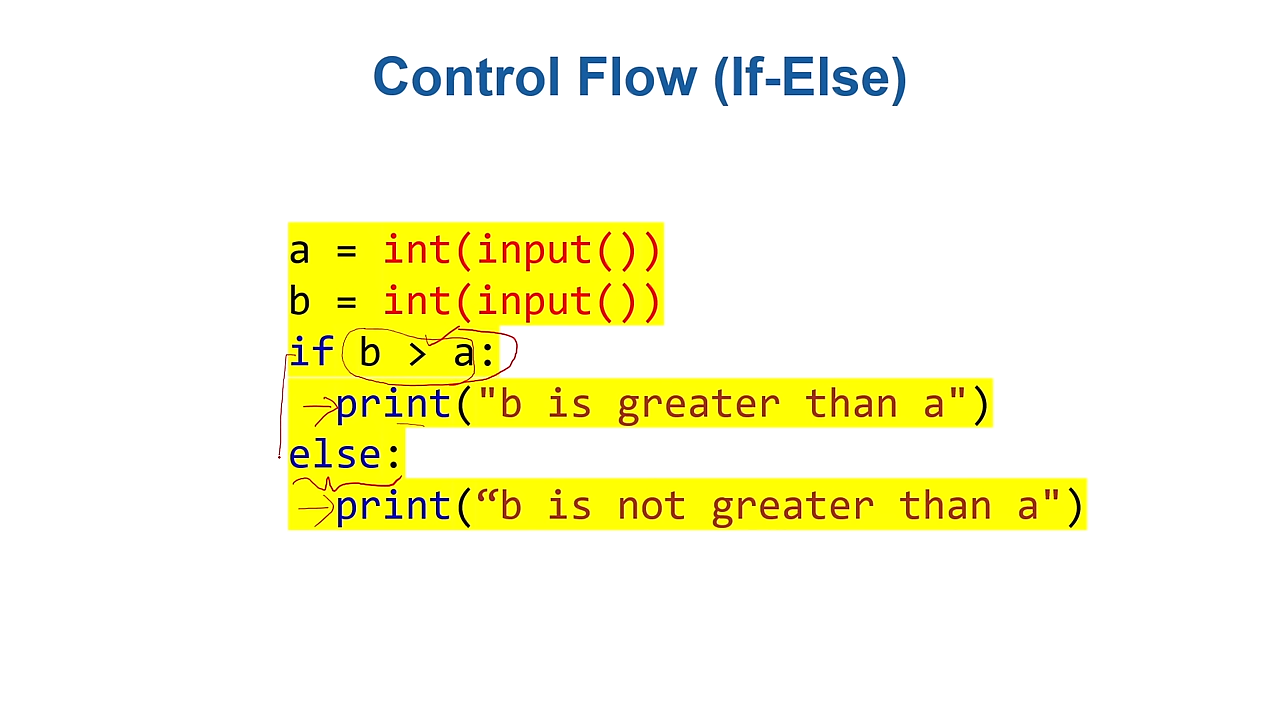 Control Flow (If-Else)
a = int(input())
b = int(input())
if b > a:
  print("b is greater than a")
else:
  print(“b is not greater than a")